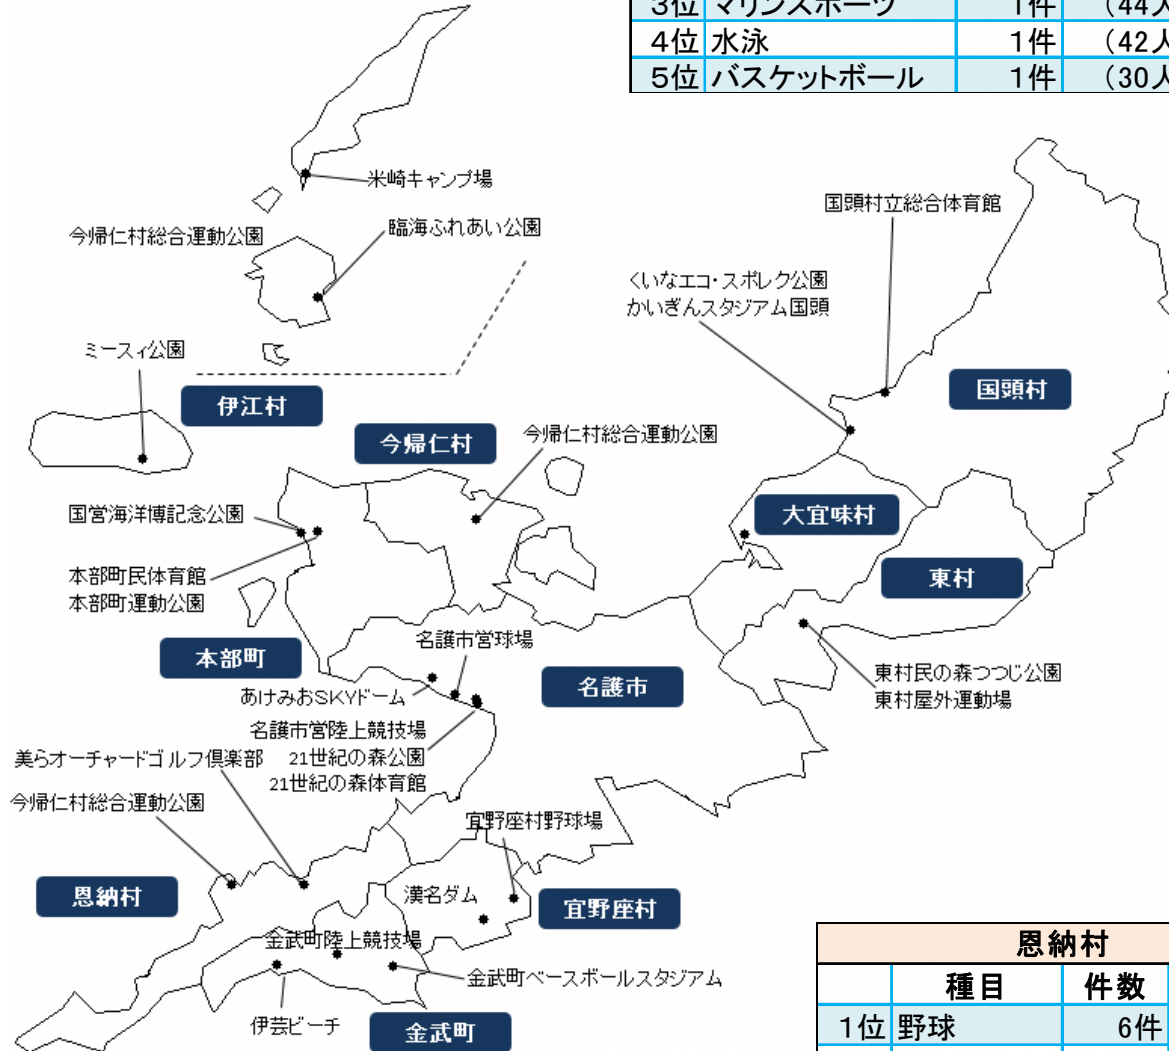 3位 マリンスポーツ 1件 (44人
4位 水泳 1件 (42人
5位 バスケットボール 1件 (30人
米崎キャンプ場
今帰仁村総合運動公園
臨海ふれあい公園
国頭村立総合体育館
くいなエコ・スポレク公園
かいぎんスタジアム国頭
ミースィ公園
伊江村
国頭村
今帰仁村
今帰仁村総合運動公園
国営海洋博記念公園
大宜味村
本部町民体育館
本部町運動公園
東村
本部町
名護市営球場
名護市
東村民の森つつじ公園
東村屋外運動場
あけみおSKYドーム
名護市営陸上競技場
21世紀の森公園
21世紀の森体育館
美らオーチャードゴルフ倶楽部
今帰仁村総合運動公園
宜野座村野球場
恩納村
漢名ダム
宜野座村
金武町陸上競技場
金武町ベースボールスタジアム
伊芸ビーチ
金武町
恩納村
種目 件数
1位 野球 6件